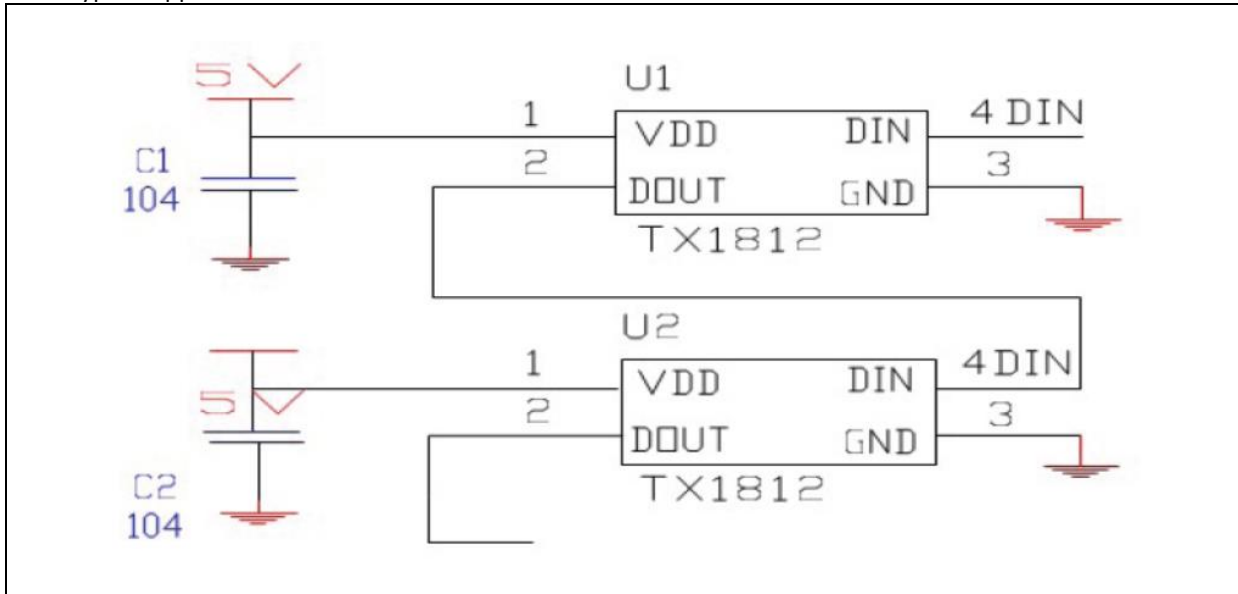 5V
C1
104
U1
1
2
VDD
DOUT
DIN
GND
4 DIN
3
TX1812
5V
C2
104
U2
1
2
VDD
DOUT
DIN
GND
4 DIN
3
TX1812